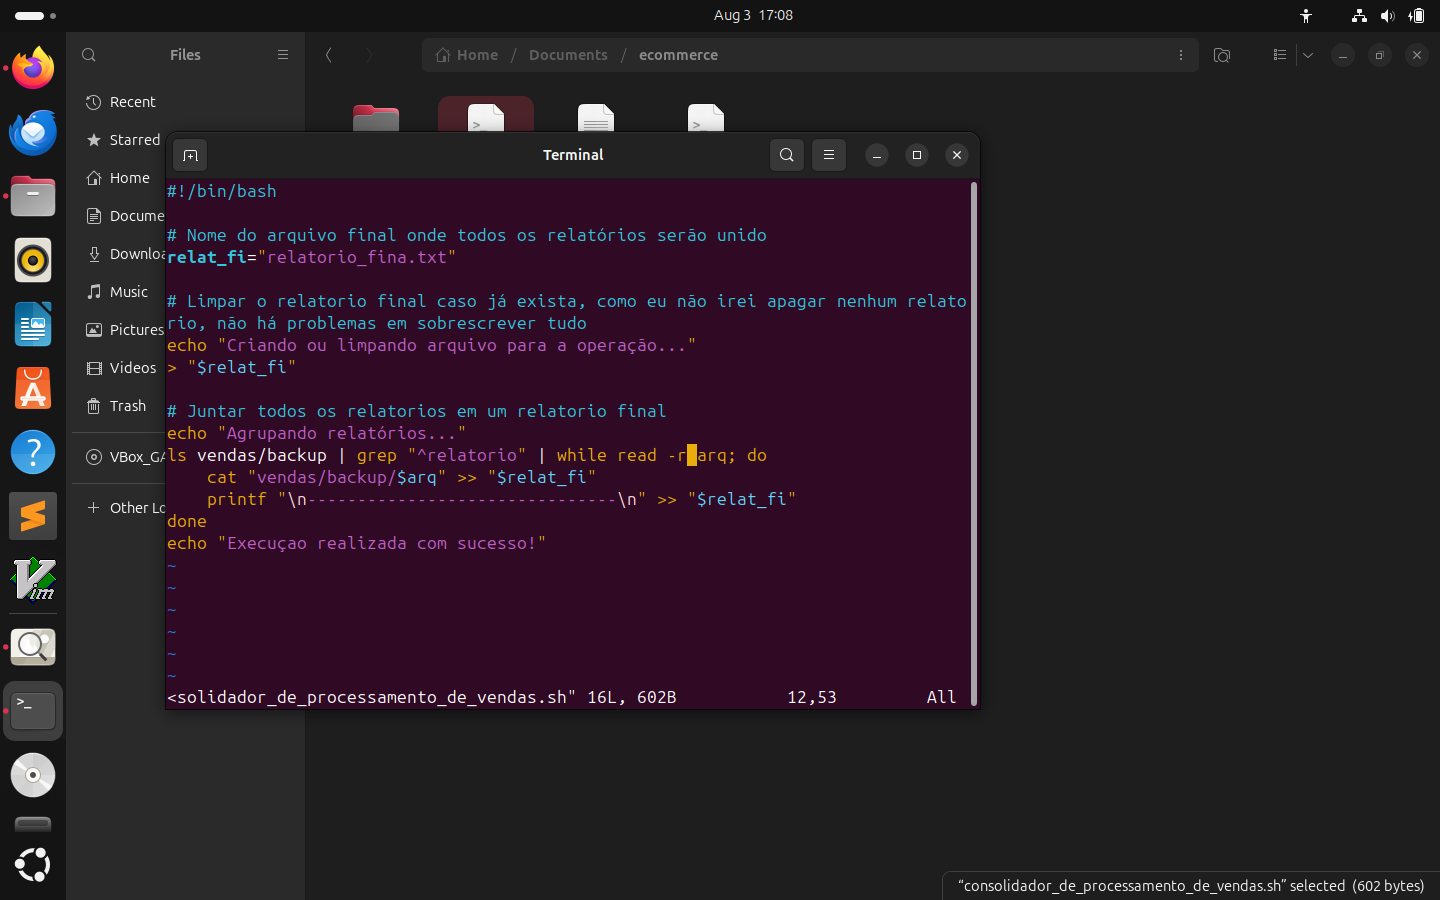 Aug 3 17:08
Files
Home / Documents / ecommerce
Recent
Starred
Home
Docume
Downloa
Music
Pictures
Videos
Trash
VBox_GA
Other Lo
Terminal
#!/bin/bash
# Nome do arquivo final onde todos os relatórios serão unido
relat_fi="relatorio_fina.txt"
# Limpar o relatorio final caso já exista, como eu não irei apagar nenhum relato
rio, não há problemas em sobrescrever tudo
echo "Criando ou limpando arquivo para a operação..."
> "$relat_fi"
# Juntar todos os relatorios em um relatorio final
echo "Agrupando relatórios..."
ls vendas/backup | grep "^relatorio" | while read -r arq; do
    cat "vendas/backup/$arq" >> "$relat_fi"
    printf "\n-------------------------------\n" >> "$relat_fi"
done
echo "Execuçao realizada com sucesso!"
~
~
~
~
~
~
<solidador_de_processamento_de_vendas.sh" 16L, 602B 12,53 All
“consolidador_de_processamento_de_vendas.sh” selected (602 bytes)